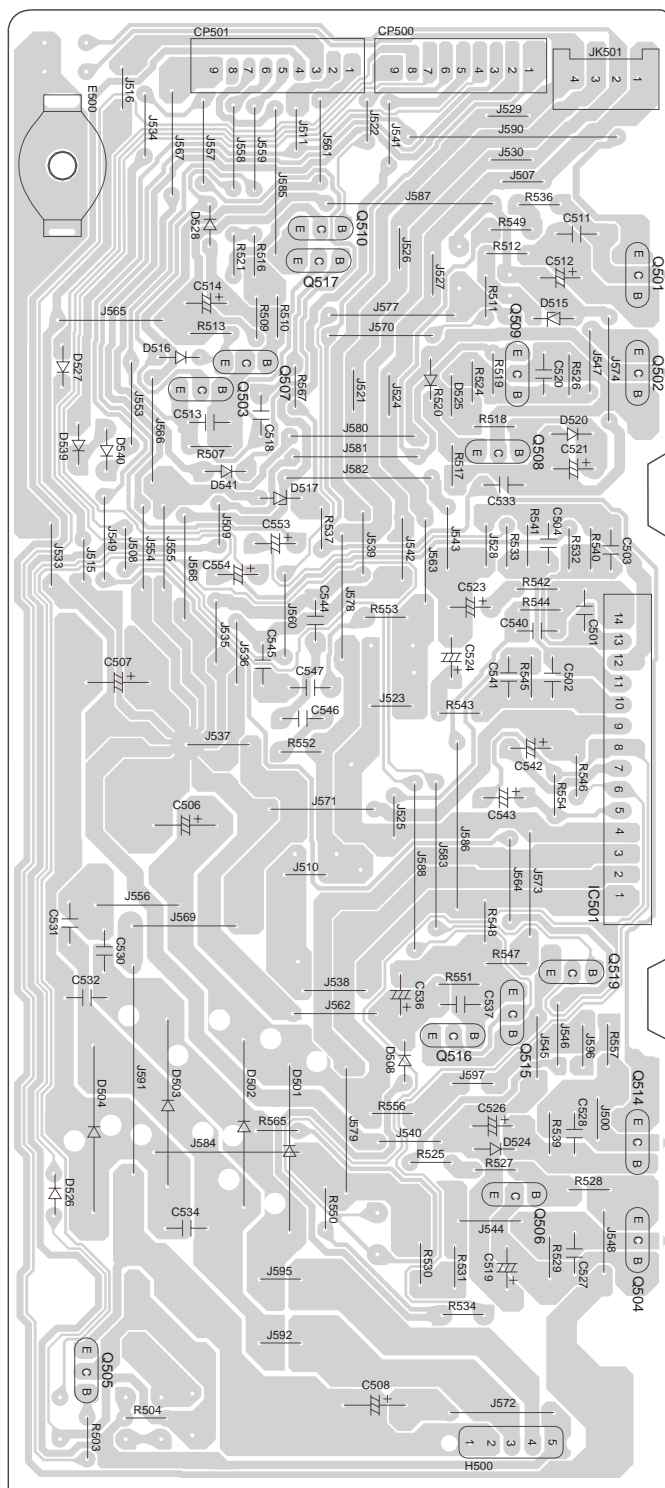 CP501
CP500
JK501
9 8 7 6 5 4 3 2 1
9 8 7 6 5 4 3 2 1
4 3 2 1
E500
J516
J534
J567
J557
J558
J559
J585
J511
J561
J522
J541
J529
J590
J530
J507
J587
R536
C511
D528
R521
R516
E C B
Q510
E C B
Q517
J526
J527
R549
R512
C512
E C B
Q501
C514
R513
R509
R510
J565
J577
J570
R511
D515
Q509
E C B
J547
J574
E C B
Q502
D527
D516
E C B
Q507
E C B
Q503
R567
J521
J524
R520
D525
R524
R519
C520
R526
J553
J566
C513
C518
D539
D540
R507
D541
D517
J580
J581
J582
R518
E C B
Q508
D520
C521
R517
C533
J533
J515
J549
J508
J554
J555
J568
J509
C553
C554
R537
J539
J542
J563
J543
J528
R533
R541
C504
R532
R540
C503
J535
J536
C545
J560
C544
J578
R553
C523
R542
R544
C540
C501
C524
C541
R545
C502
C507
C547
C546
J523
R543
14 13 12 11 10 9 8 7 6 5 4 3 2 1
IC501
J537
R552
C542
R546
C543
R554
C506
J571
J525
J588
J583
J586
J564
J573
J510
J556
J569
C531
C530
C532
R548
R547
E C B
Q519
J538
J562
C536
R551
C537
E C B
Q516
E C B
Q515
J545
J546
J596
R557
J591
D504
D503
D502
D501
R565
J584
J579
D508
J597
R556
J540
R525
C526
D524
R527
R539
C528
J500
E C B
Q514
D526
C534
R550
E C B
Q506
R528
J544
J548
E C B
Q504
R530
R531
C519
R529
C527
J595
R534
J592
E C B
Q505
C508
J572
R504
R503
1 2 3 4 5
H500